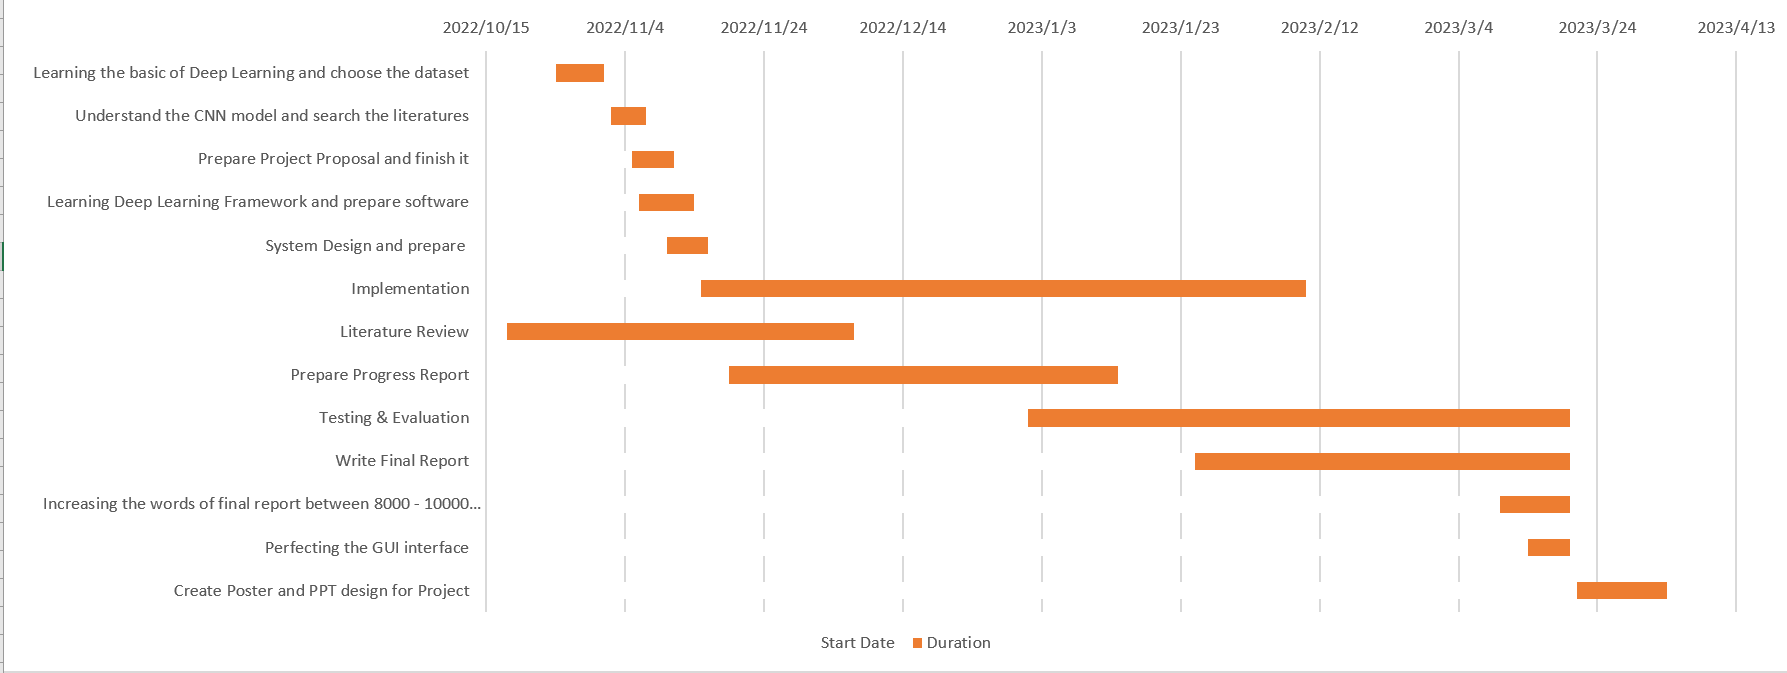 2022/10/15 2022/11/4 2022/11/24 2022/12/14 2023/1/3 2023/1/23 2023/2/12 2023/3/4 2023/3/24 2023/4/13
Learning the basic of Deep Learning and choose the dataset
Understand the CNN model and search the literatures
Prepare Project Proposal and finish it
Learning Deep Learning Framework and prepare software
System Design and prepare
Implementation
Literature Review
Prepare Progress Report
Testing & Evaluation
Write Final Report
Increasing the words of final report between 8000 - 10000...
Perfecting the GUI interface
Create Poster and PPT design for Project
Start Date Duration